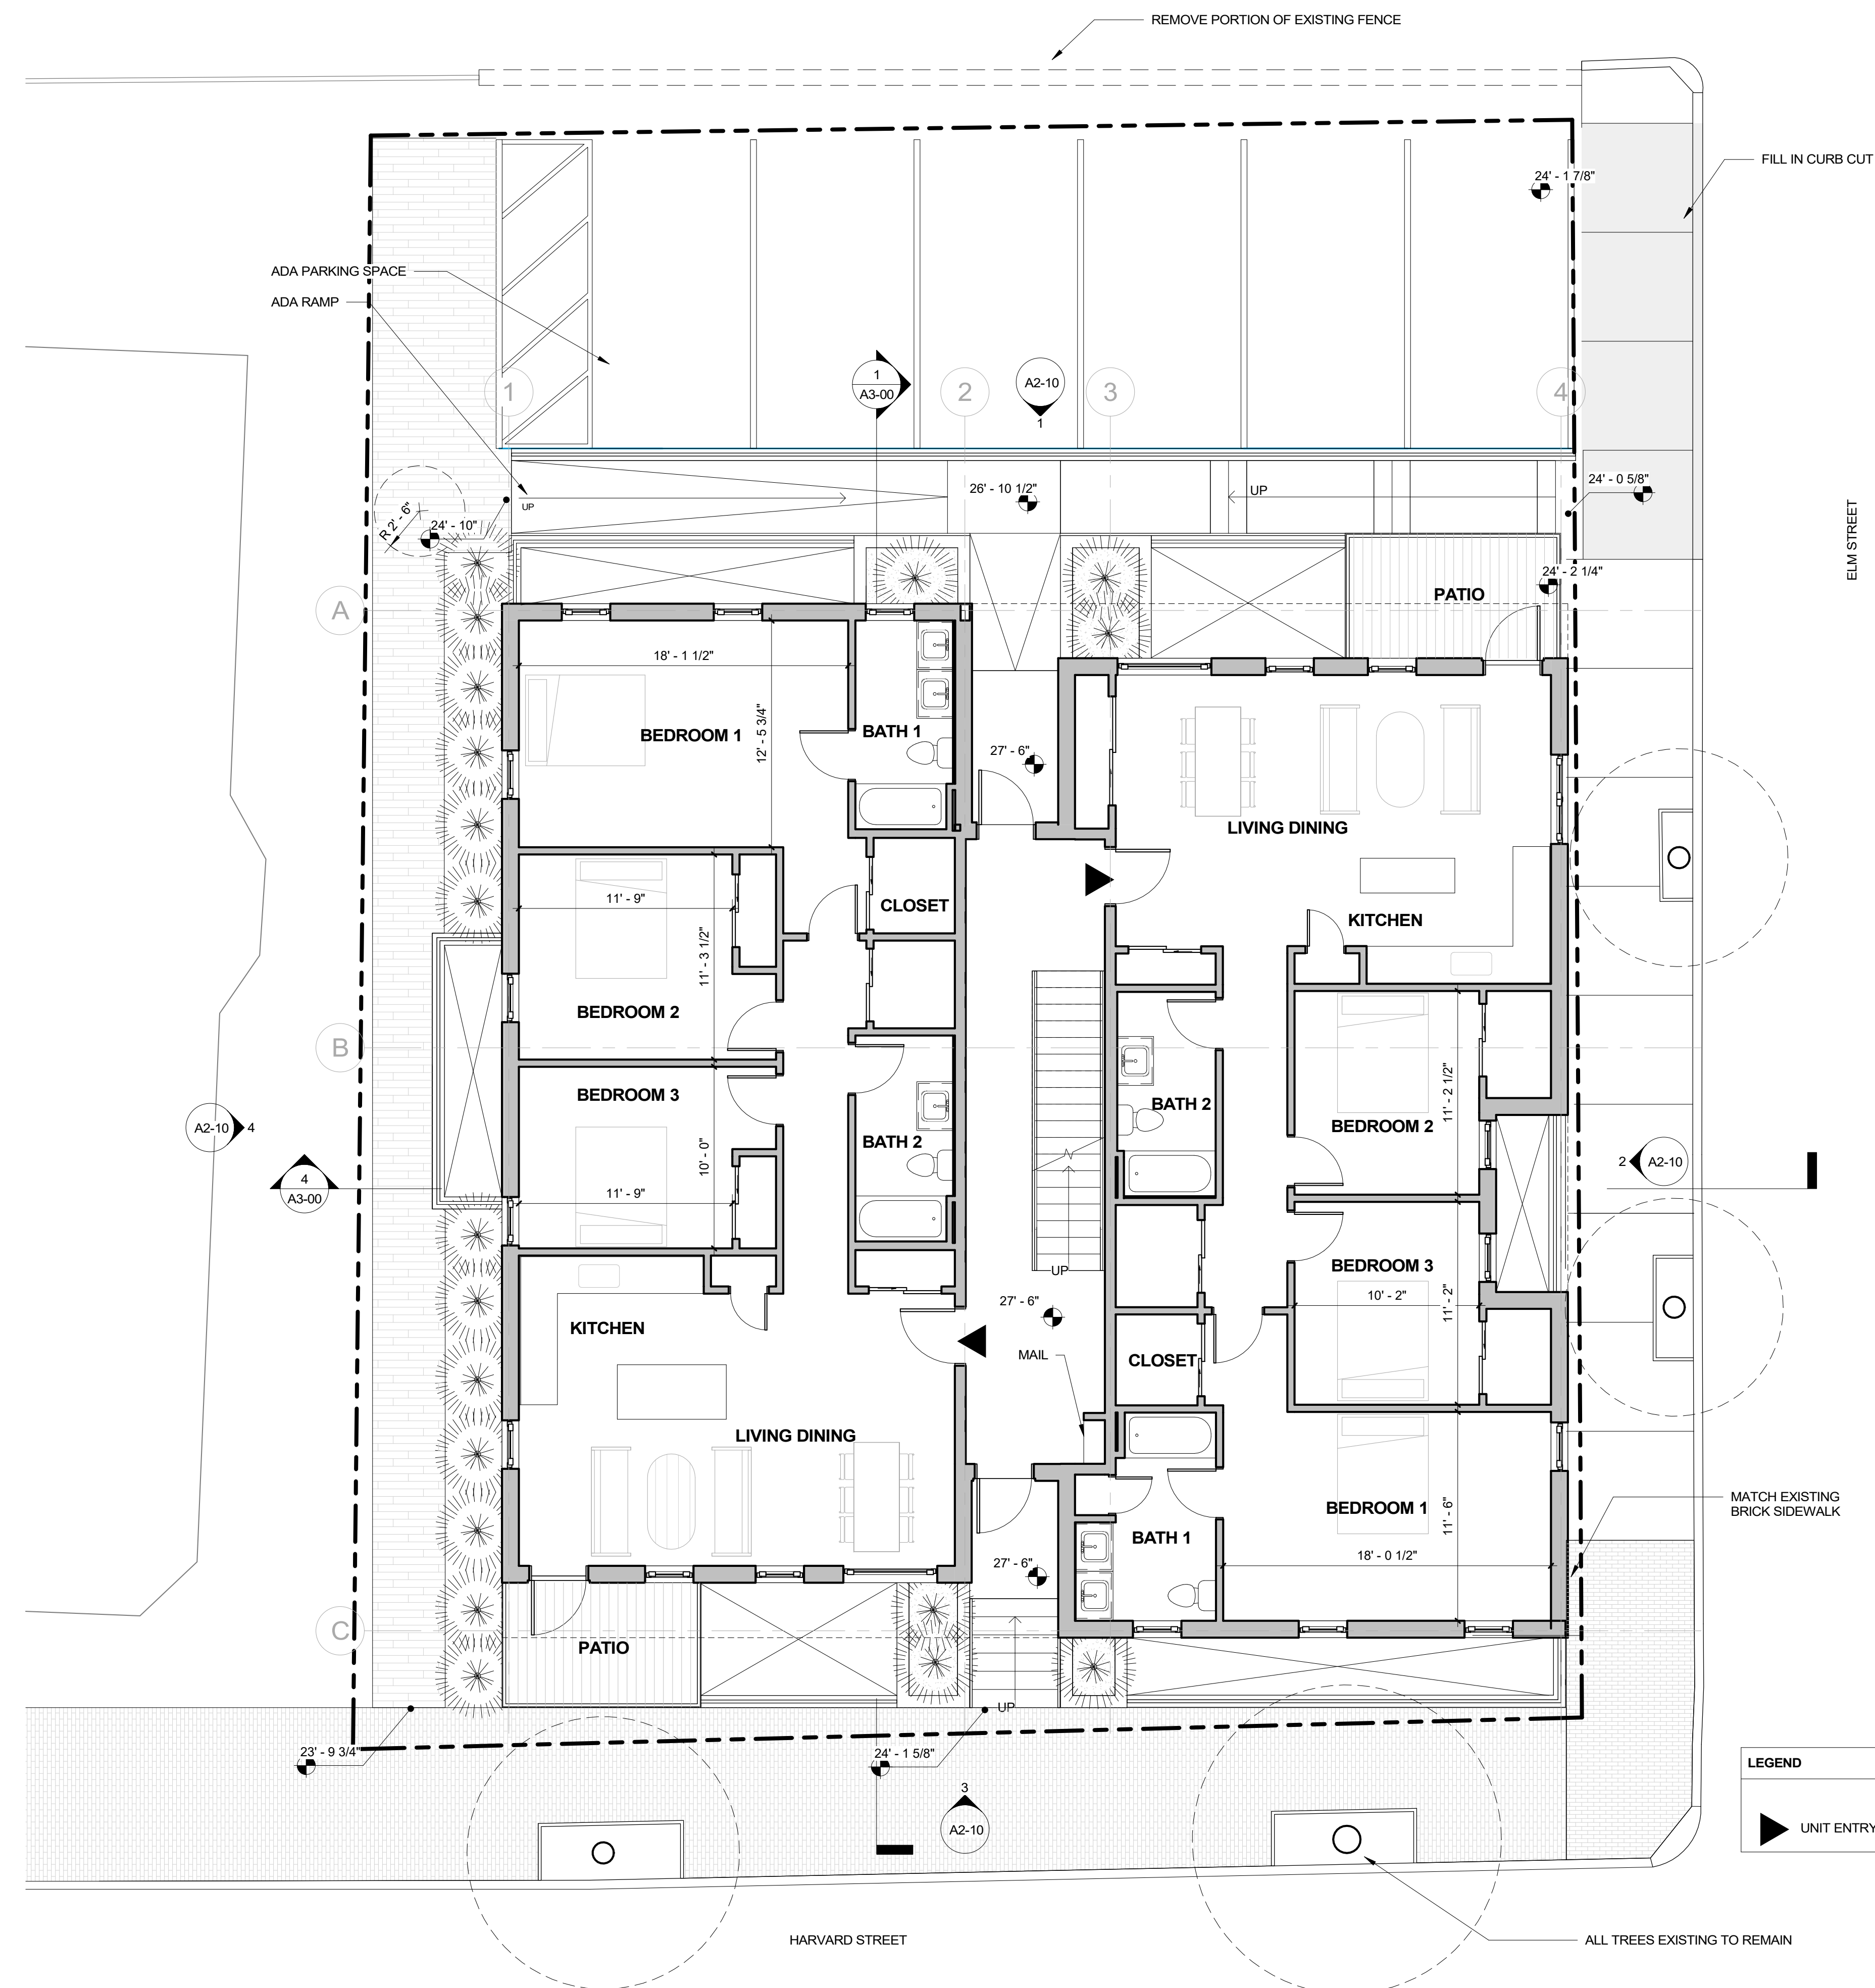 REMOVE PORTION OF EXISTING FENCE
FILL IN CURB CUT
24' - 1 7/8"
ADA PARKING SPACE
ADA RAMP
1
A3-00
A2-10
1
1
2
3
4
UP
26' - 10 1/2"
UP
24' - 0 5/8"
R 2' - 6"
24' - 10"
ELM STREET
24' - 2 1/4"
PATIO
A
18' - 1 1/2"
BEDROOM 1
12' - 5 3/4"
BATH 1
27' - 6"
LIVING DINING
CLOSET
KITCHEN
11' - 9"
11' - 3 1/2"
BEDROOM 2
B
BEDROOM 3
BATH 2
BATH 2
BEDROOM 2
11' - 2 1/2"
A2-10
4
10' - 0"
11' - 9"
4
A3-00
2
A2-10
UP
BEDROOM 3
10' - 2"
11' - 2"
27' - 6"
KITCHEN
MAIL
CLOSET
LIVING DINING
BEDROOM 1
11' - 6"
BATH 1
18' - 0 1/2"
MATCH EXISTING
BRICK SIDEWALK
27' - 6"
C
PATIO
UP
23' - 9 3/4"
24' - 1 5/8"
3
A2-10
LEGEND
UNIT ENTRY
HARVARD STREET
ALL TREES EXISTING TO REMAIN